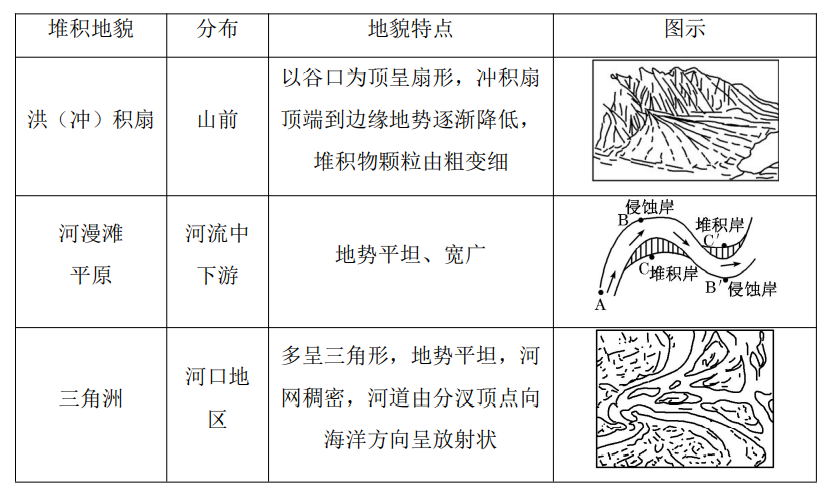 堆积地貌 分布 地貌特点 图示
洪（冲）积扇 山前
以谷口为顶呈扇形，冲积扇
顶端到边缘地势逐渐降低，
堆积物颗粒由粗变细
河漫滩
平原
河流中
下游
地势平坦、宽广
侵蚀岸
B
堆积岸
C′
C 堆积岸
B′ 侵蚀岸
A
三角洲
河口地
区
多呈三角形，地势平坦，河
网稠密，河道由分汊顶点向
海洋方向呈放射状